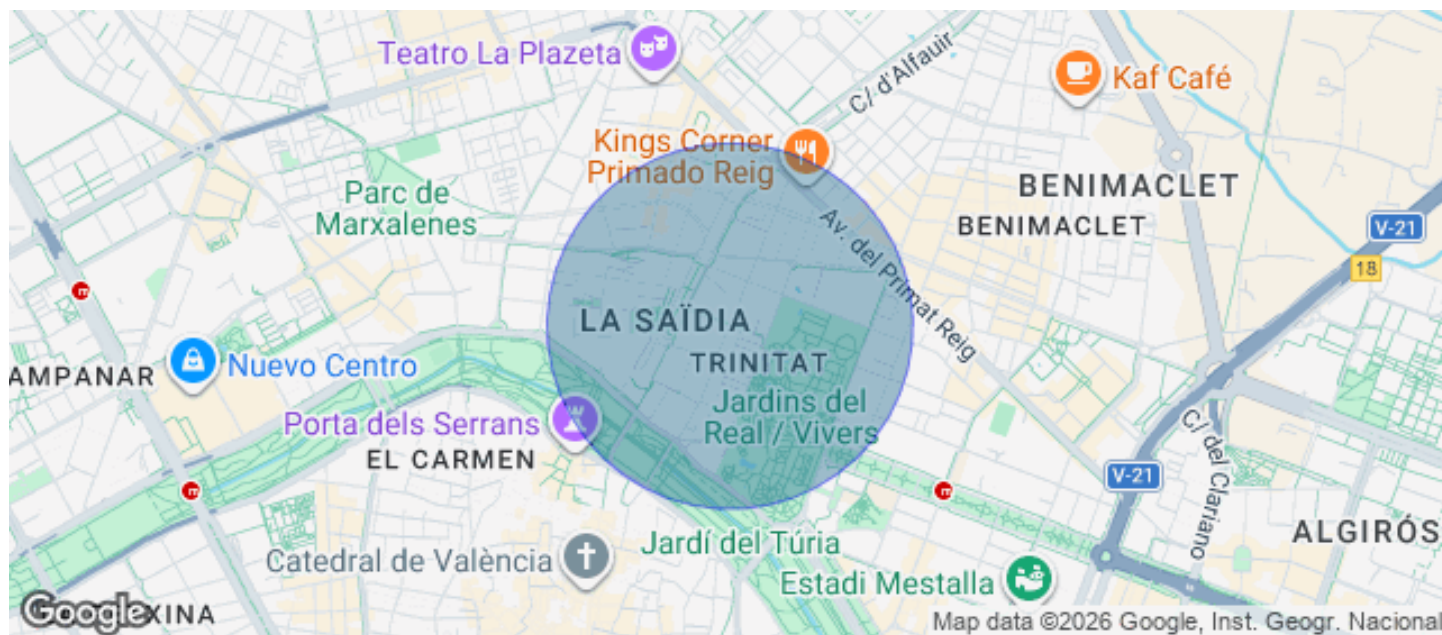 Teatro La Plazeta
C/ d'Alfauir
Kaf Café
Kings Corner
Primado Reig
Parc de
Marxalenes
BENIMACLET
BENIMACLET
V-21
18
Av. del Primat Reig
LA SAÏDIA
TRINITAT
Nuevo Centro
AMPANAR
Jardins del
Real / Vivers
Porta dels Serrans
EL CARMEN
V-21
C/ del Clariano
ALGIRÓS
Jardí del Túria
Catedral de València
Estadi Mestalla
Google
XINA
Map data ©2026 Google, Inst. Geogr. Nacional